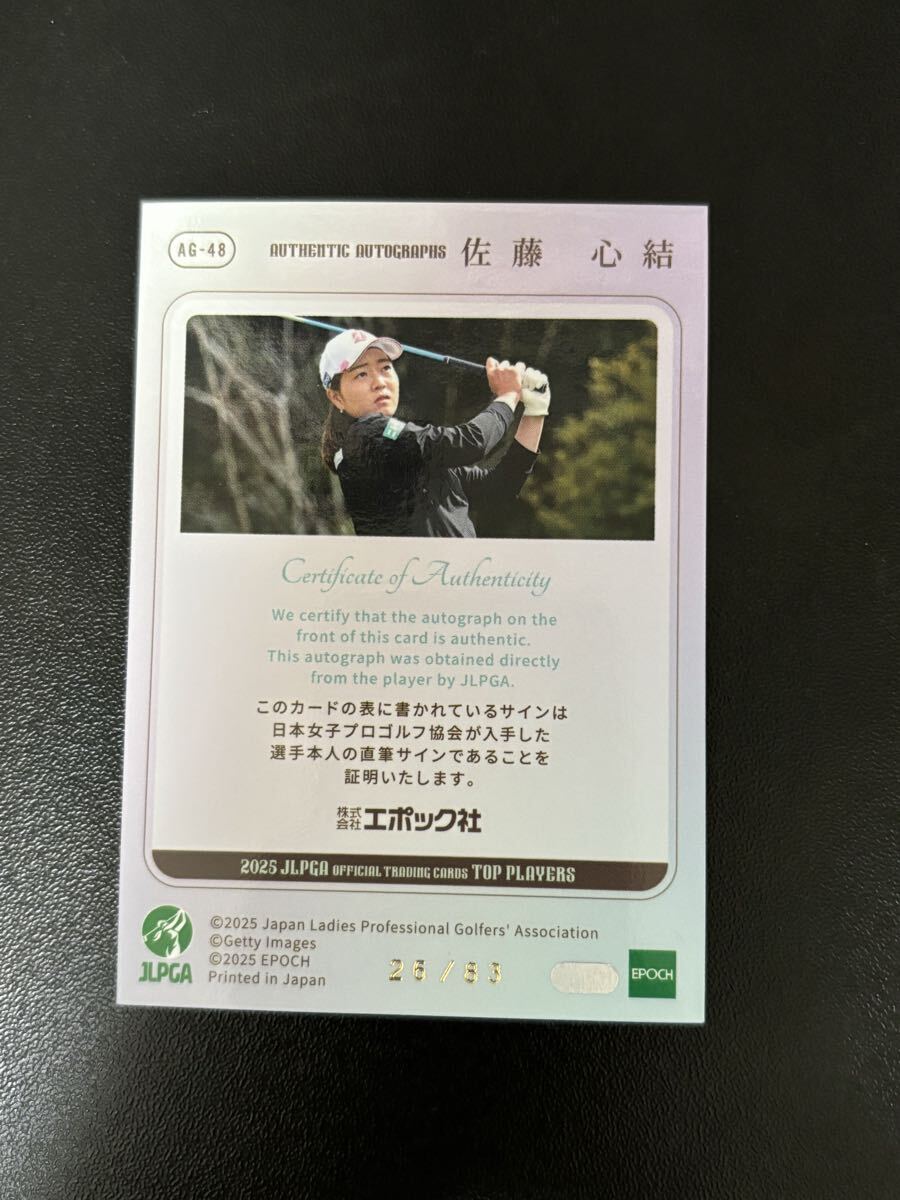 AG-48 AUTHENTIC AUTOGRAPHS 佐藤 心結
Certificate of Authenticity
We certify that the autograph on the
front of this card is authentic.
This autograph was obtained directly
from the player by JLPGA.
このカードの表に書かれているサインは
日本女子プロゴルフ協会が入手した
選手本人の直筆サインであることを
証明いたします。
株式会社エポック社
2025 JLPGA OFFICIAL TRADING CARDS TOP PLAYERS
©2025 Japan Ladies Professional Golfers' Association
©Getty Images
©2025 EPOCH
Printed in Japan
26/83
JLPGA
EPOCH